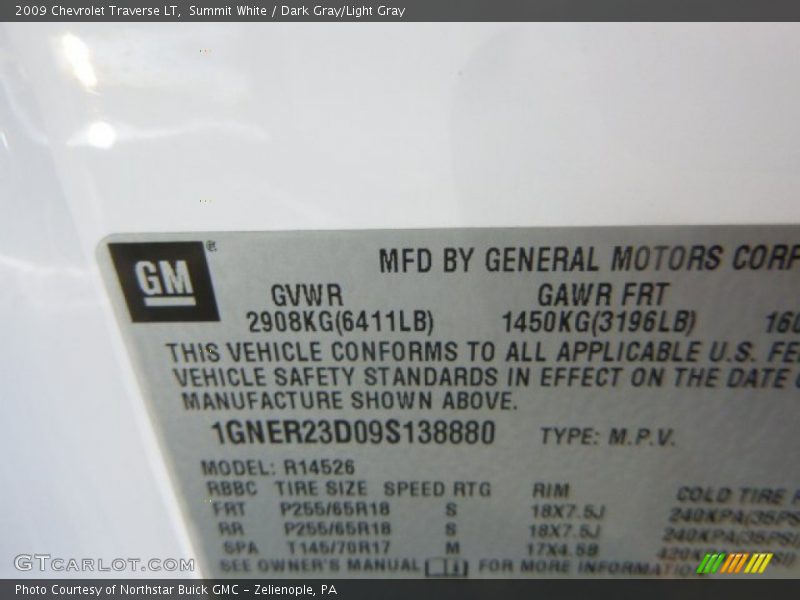 2009 Chevrolet Traverse LT, Summit White / Dark Gray/Light Gray
GM®
MFD BY GENERAL MOTORS CORP
GVWR GAWR FRT
2908KG(6411LB) 1450KG(3196LB) 160
THIS VEHICLE CONFORMS TO ALL APPLICABLE U.S. FE
VEHICLE SAFETY STANDARDS IN EFFECT ON THE DATE
MANUFACTURE SHOWN ABOVE.
1GNER23D09S138880 TYPE: M.P.V.
MODEL: R14526
RBBC TIRE SIZE SPEED RTG RIM COLD TIRE
FRT P255/65R18 S 18X7.5J 240KPA(35PS
RR P255/65R18 S 18X7.5J 240KPA(35PS
SPA T145/70R17 M 17X4.5B
SEE OWNER'S MANUAL FOR MORE INFORMATION
GTCarLot.com
Photo Courtesy of Northstar Buick GMC - Zelienople, PA